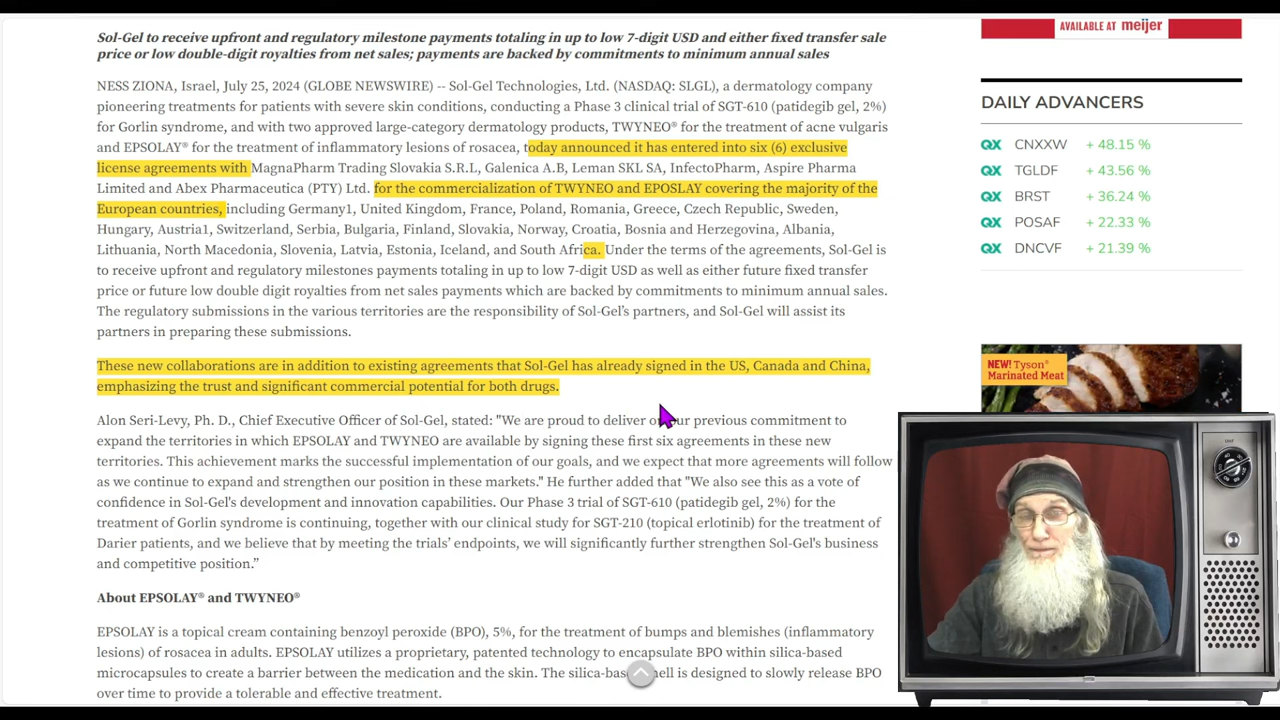 Sol-Gel to receive upfront and regulatory milestones payments totaling in up to low 7-digit USD and either fixed transfer sale
price or low double-digit royalties from net sales; payments are backed by commitments to minimum annual sales
NESS ZIONA, Israel, July 25, 2024 (GLOBE NEWSWIRE) -- Sol-Gel Technologies, Ltd. (NASDAQ: SLGL), a dermatology company
pioneering treatments for patients with severe skin conditions, conducting a Phase 3 clinical trial of SGT-610 (patidegib gel, 2%)
for Gorlin syndrome, and with two approved large-category dermatology products, TWYNEO® for the treatment of acne vulgaris
and EPSOLAY® for the treatment of inflammatory lesions of rosacea, today announced it has entered into six (6) exclusive
license agreements with MagnaPharm Trading Slovakia S.R.L, Galenica A.B, Leman SKL SA, InfectoPharm, Aspire Pharma
Limited and Abex Pharmaceutica (PTY) Ltd. for the commercialization of TWYNEO and EPOSLAY covering the majority of the
European countries, including Germany1, United Kingdom, France, Poland, Romania, Greece, Czech Republic, Sweden,
Hungary, Austria1, Switzerland, Serbia, Bulgaria, Finland, Slovakia, Norway, Croatia, Bosnia and Herzegovina, Albania,
Lithuania, North Macedonia, Slovenia, Latvia, Estonia, Iceland, and South Africa. Under the terms of the agreements, Sol-Gel is
to receive upfront and regulatory milestones payments totaling in up to low 7-digit USD as well as either future fixed transfer
price or future low double digit royalties from net sales payments which are backed by commitments to minimum annual sales.
The regulatory submissions in the various territories are the responsibility of Sol-Gel's partners, and Sol-Gel will assist its
partners in preparing these submissions.
These new collaborations are in addition to existing agreements that Sol-Gel has already signed in the US, Canada and China,
emphasizing the trust and significant commercial potential for both drugs.
Alon Seri-Levy, Ph. D., Chief Executive Officer of Sol-Gel, stated: "We are proud to deliver our previous commitment to
expand the territories in which EPSOLAY and TWYNEO are available by signing these first six agreements in these new
territories. This achievement marks the successful implementation of our goals, and we expect that more agreements will follow
as we continue to expand and strengthen our position in these markets." He further added that "We also see this as a vote of
confidence in Sol-Gel's development and innovation capabilities. Our Phase 3 trial of SGT-610 (patidegib gel, 2%) for the
treatment of Gorlin syndrome is continuing, together with our clinical study for SGT-210 (topical erlotinib) for the treatment of
Darier patients, and we believe that by meeting the trials' endpoints, we will significantly further strengthen Sol-Gel's business
and competitive position."
About EPSOLAY® and TWYNEO®
EPSOLAY is a topical cream containing benzoyl peroxide (BPO), 5%, for the treatment of bumps and blemishes (inflammatory
lesions) of rosacea in adults. EPSOLAY utilizes a proprietary, patented technology to encapsulate BPO within silica-based
microcapsules to create a barrier between the medication and the skin. The silica-based shell is designed to slowly release BPO
over time to provide a tolerable and effective treatment.
AVAILABLE AT meijer
DAILY ADVANCERS
QX CNXXW + 48.15 %
QX TGLDF + 43.56 %
QX BRST + 36.24 %
QX POSAF + 22.33 %
QX DNCVF + 21.39 %
NEW! Tyson®
Marinated Meat